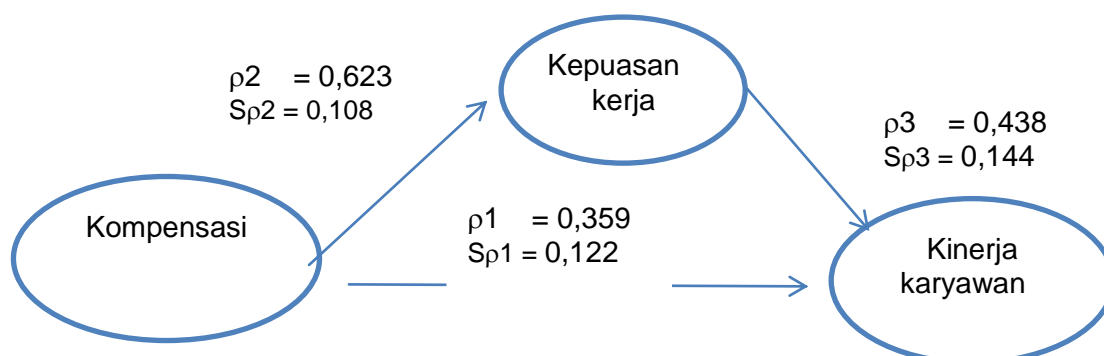 Kepuasan
kerja
ρ2 = 0,623
Sρ2 = 0,108
ρ3 = 0,438
Sρ3 = 0,144
Kompensasi
ρ1 = 0,359
Sρ1 = 0,122
Kinerja
karyawan